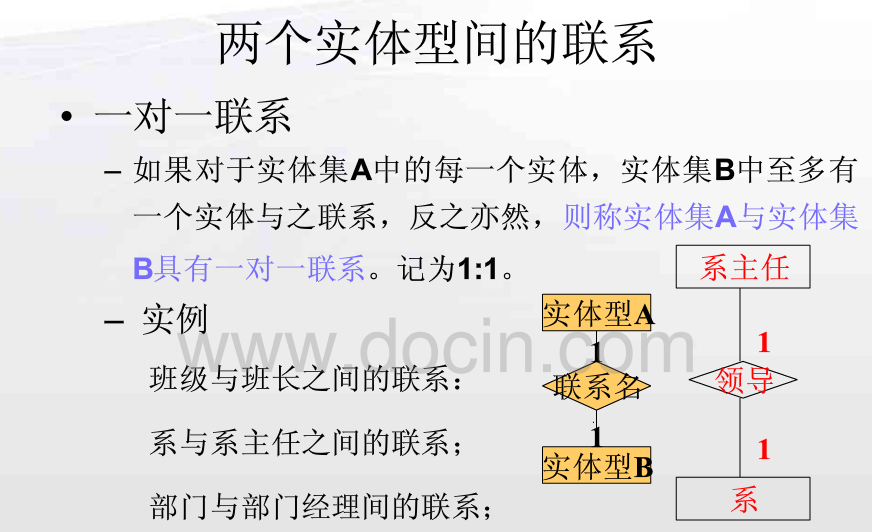 两个实体型间的联系
• 一对一联系
– 如果对于实体集A中的每一个实体，实体集B中至多有
一个实体与之联系，反之亦然，则称实体集A与实体集
B具有一对一联系。记为1:1。
– 实例
班级与班长之间的联系：
系与系主任之间的联系；
部门与部门经理间的联系；
实体型A
1
联系名
1
实体型B
系主任
1
领导
1
系
www.docin.com